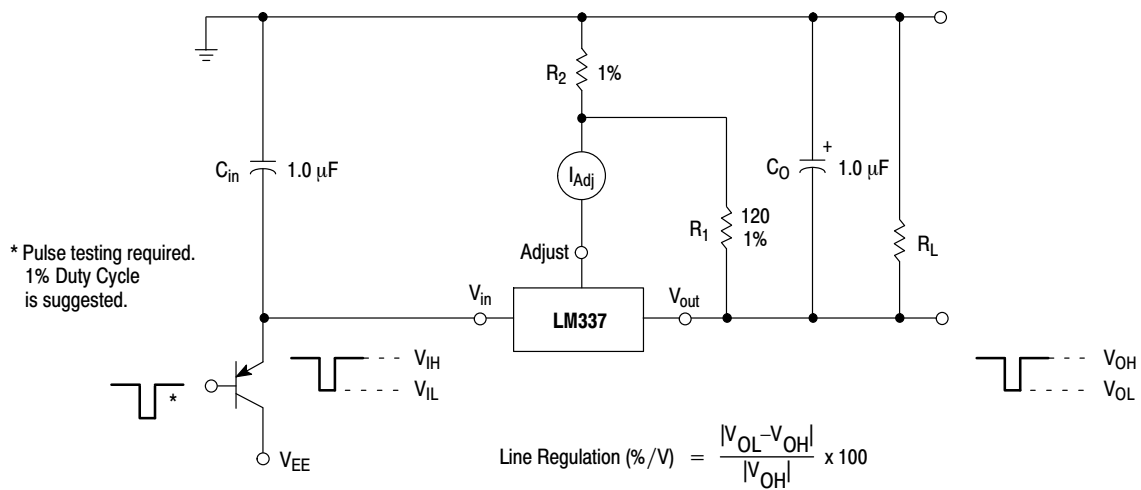 R2
1%
Cin
1.0 μF
IAdj
CO
+
1.0 μF
R1
120
1%
RL
* Pulse testing required.
1% Duty Cycle
is suggested.
Adjust
Vin
LM337
Vout
VIH
VIL
*
VEE
VOH
VOL
Line Regulation (%/V) = |VOL–VOH| / |VOH| x 100